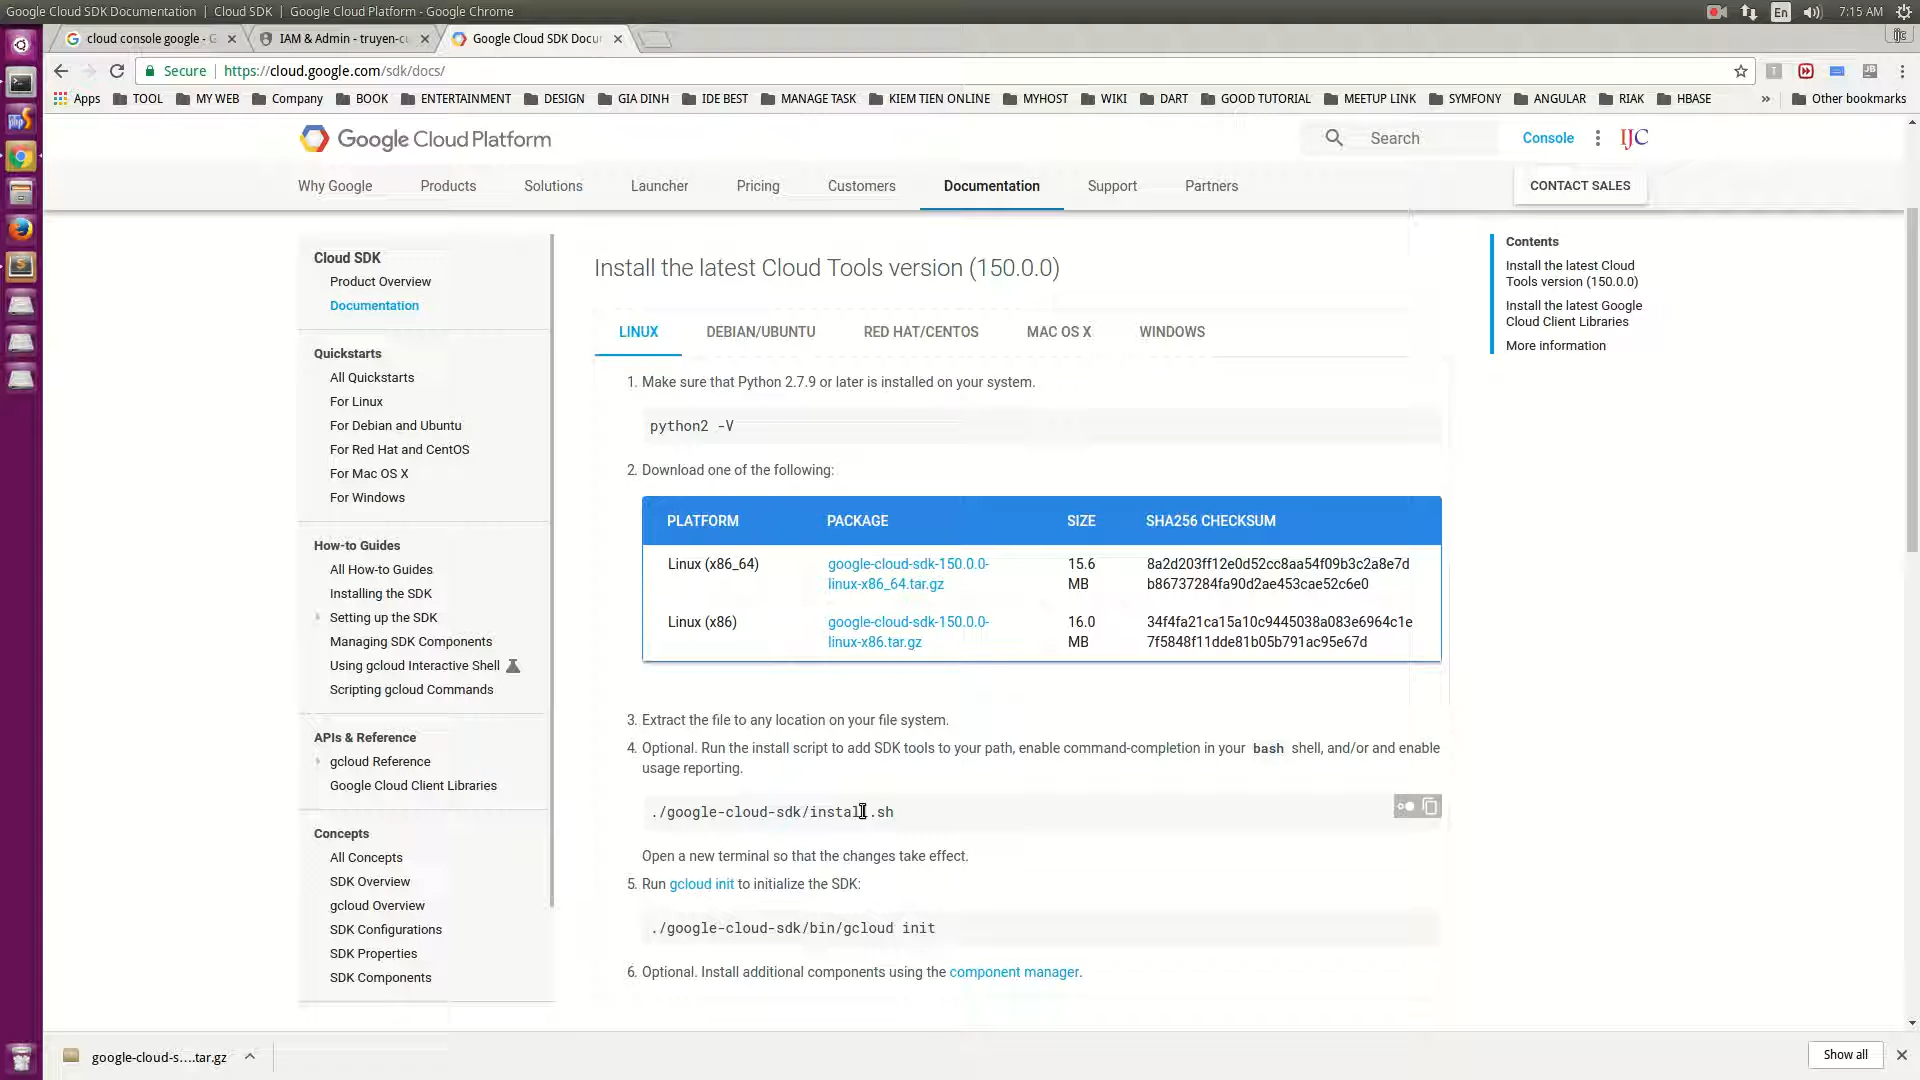 Google Cloud SDK Documentation | Cloud SDK | Google Cloud Platform - Google Chrome
En
7:15 AM
cloud console google - G
IAM & Admin - truyen-cu
Google Cloud SDK Docu
Secure
https://cloud.google.com/sdk/docs/
Apps
TOOL
MY WEB
Company
BOOK
ENTERTAINMENT
DESIGN
GIA DINH
IDE BEST
MANAGE TASK
KIEM TIEN ONLINE
MYHOST
WIKI
DART
GOOD TUTORIAL
MEETUP LINK
SYMFONY
ANGULAR
RIAK
HBASE
»
Other bookmarks
Google Cloud Platform
Search
Console
IJC
Why Google
Products
Solutions
Launcher
Pricing
Customers
Documentation
Support
Partners
CONTACT SALES
Cloud SDK
Product Overview
Documentation
Quickstarts
All Quickstarts
For Linux
For Debian and Ubuntu
For Red Hat and CentOS
For Mac OS X
For Windows
How-to Guides
All How-to Guides
Installing the SDK
Setting up the SDK
Managing SDK Components
Using gcloud Interactive Shell
Scripting gcloud Commands
APIs & Reference
gcloud Reference
Google Cloud Client Libraries
Concepts
All Concepts
SDK Overview
gcloud Overview
SDK Configurations
SDK Properties
SDK Components
Install the latest Cloud Tools version (150.0.0)
LINUX
DEBIAN/UBUNTU
RED HAT/CENTOS
MAC OS X
WINDOWS
1. Make sure that Python 2.7.9 or later is installed on your system.
python2 -V
2. Download one of the following:
PLATFORM
PACKAGE
SIZE
SHA256 CHECKSUM
Linux (x86_64)
google-cloud-sdk-150.0.0-
linux-x86_64.tar.gz
15.6
MB
8a2d203ff12e0d52cc8aa54f09b3c2a8e7d
b86737284fa90d2ae453cae52c6e0
Linux (x86)
google-cloud-sdk-150.0.0-
linux-x86.tar.gz
16.0
MB
34f4fa21ca15a10c9445038a083e6964c1e
7f5848f11dde81b05b791ac95e67d
3. Extract the file to any location on your file system.
4. Optional. Run the install script to add SDK tools to your path, enable command-completion in your bash shell, and/or and enable
usage reporting.
./google-cloud-sdk/install.sh
Open a new terminal so that the changes take effect.
5. Run gcloud init to initialize the SDK:
./google-cloud-sdk/bin/gcloud init
6. Optional. Install additional components using the component manager.
Contents
Install the latest Cloud
Tools version (150.0.0)
Install the latest Google
Cloud Client Libraries
More information
google-cloud-s....tar.gz
Show all